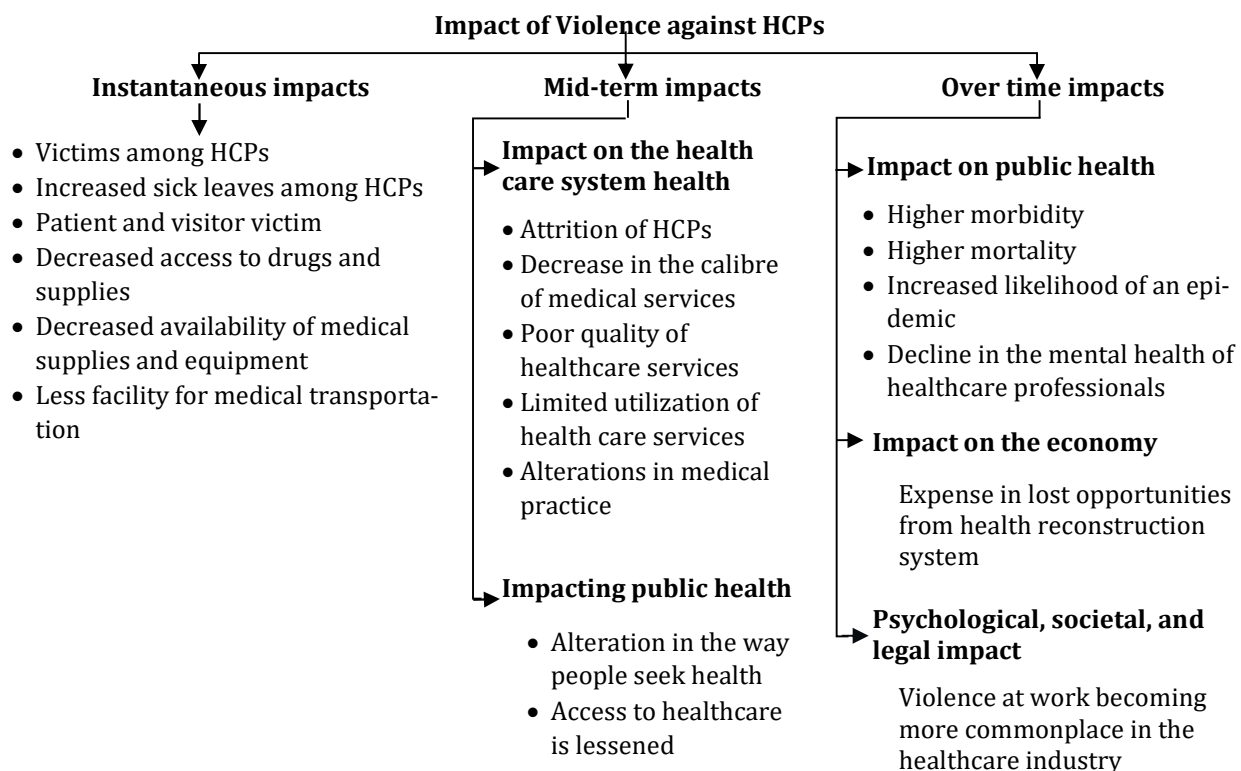 Impact of Violence against HCPs
Instantaneous impacts
• Victims among HCPs
• Increased sick leaves among HCPs
• Patient and visitor victim
• Decreased access to drugs and
supplies
• Decreased availability of medical
supplies and equipment
• Less facility for medical transporta-
tion
Mid-term impacts
Impact on the health
care system health
• Attrition of HCPs
• Decrease in the calibre
of medical services
• Poor quality of
healthcare services
• Limited utilization of
health care services
• Alterations in medical
practice
Impacting public health
• Alteration in the way
people seek health
• Access to healthcare
is lessened
Over time impacts
Impact on public health
• Higher morbidity
• Higher mortality
• Increased likelihood of an epi-
demic
• Decline in the mental health of
healthcare professionals
Impact on the economy
Expense in lost opportunities
from health reconstruction
system
Psychological, societal, and
legal impact
Violence at work becoming
more commonplace in the
healthcare industry